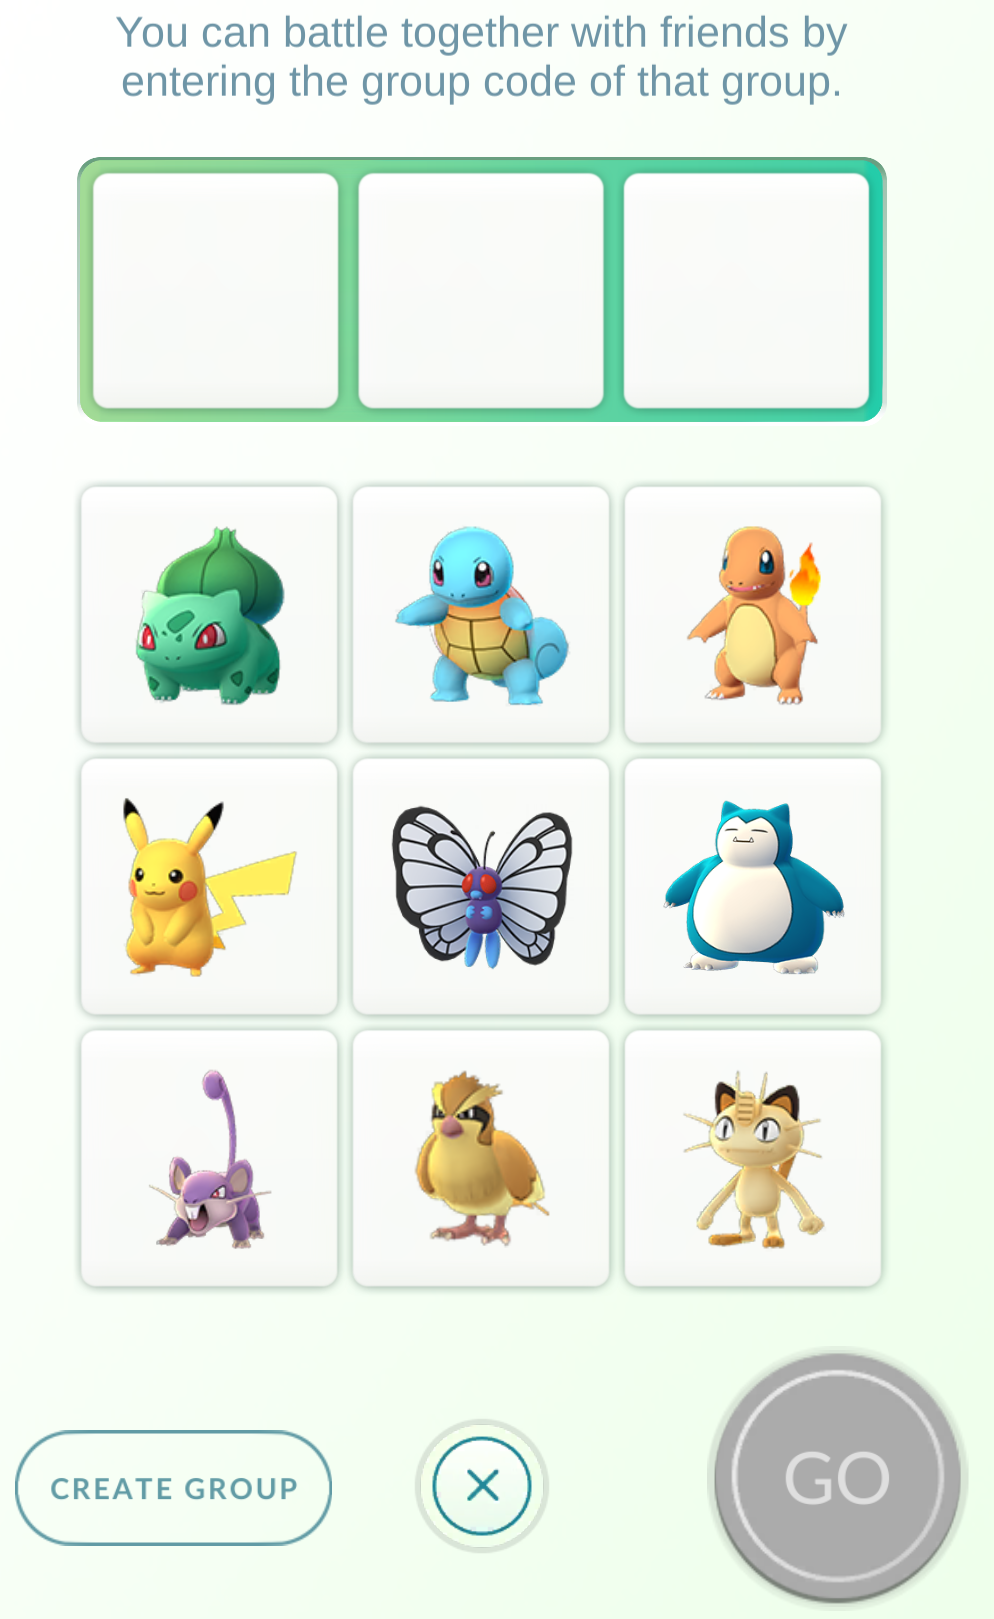 You can battle together with friends by
entering the group code of that group.
CREATE GROUP
GO